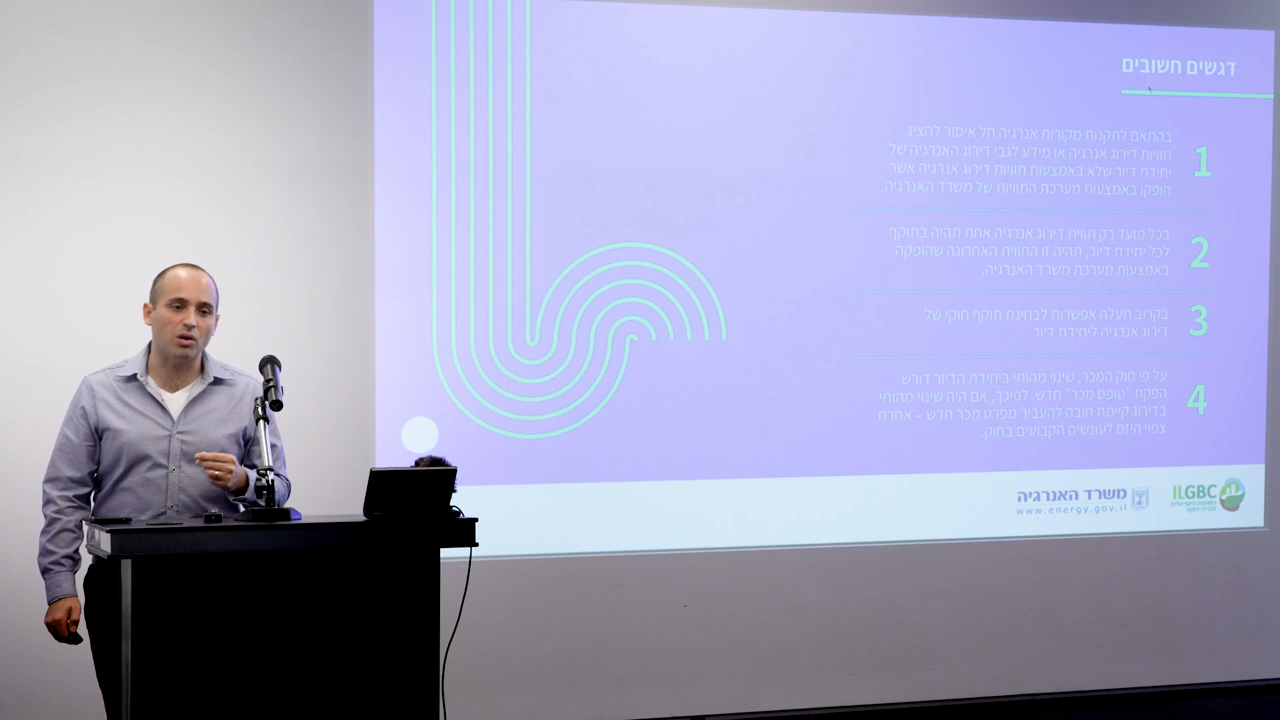 דגשים חשובים
1
בהתאם לתקנות מקורות אנרגיה חל איסור להציג
תוויות דירוג אנרגיה או מידע לגבי דירוג האנרגיה של
יחידת דיור שלא באמצעות תוויות דירוג אנרגיה אשר
הופקו באמצעות מערכת התוויות של משרד האנרגיה.
2
בכל מועד רק תווית דירוג אנרגיה אחת תהיה בתוקף
לכל יחידת דיור, תהיה זו התווית האחרונה שהופקה
באמצעות מערכת משרד האנרגיה.
3
בקרוב תעלה אפשרות לבחינת תוקף חוקי של
דירוג אנרגיה ליחידת דיור
4
על פי חוק המכר, שינוי מהותי ביחידת הדיור דורש
הפקת "טופס מכר" חדש. לפיכך, אם היה שינוי מהותי
בדירוג קיימת חובה להעביר מפרט מכר חדש – אחרת
צפוי היזם לעונשים הקבועים בחוק.
משרד האנרגיה
www.energy.gov.il
ILGBC
המועצה הישראלית
לבנייה ירוקה